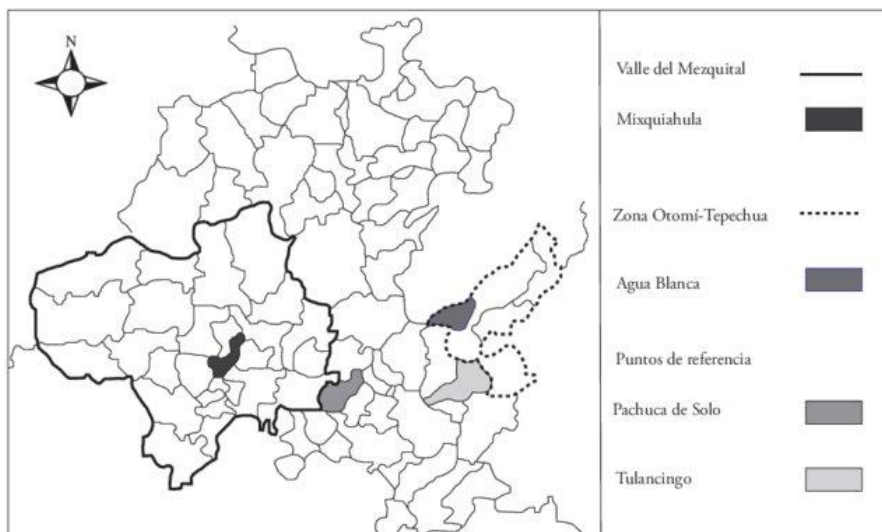 N
Valle del Mezquital
Mixquiahula
Zona Otomí-Tepechua
Agua Blanca
Puntos de referencia
Pachuca de Solo
Tulancingo